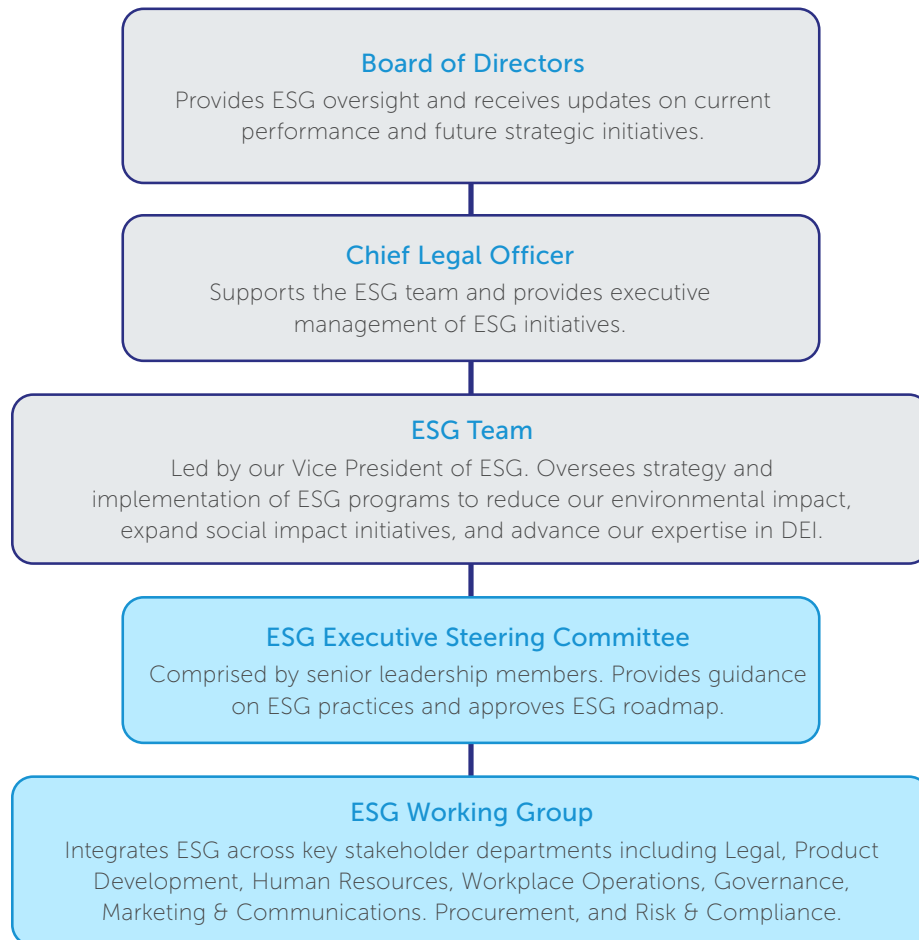 Board of Directors
Provides ESG oversight and receives updates on current
performance and future strategic initiatives.
Chief Legal Officer
Supports the ESG team and provides executive
management of ESG initiatives.
ESG Team
Led by our Vice President of ESG. Oversees strategy and
implementation of ESG programs to reduce our environmental impact,
expand social impact initiatives, and advance our expertise in DEI.
ESG Executive Steering Committee
Comprised by senior leadership members. Provides guidance
on ESG practices and approves ESG roadmap.
ESG Working Group
Integrates ESG across key stakeholder departments including Legal, Product
Development, Human Resources, Workplace Operations, Governance,
Marketing & Communications. Procurement, and Risk & Compliance.